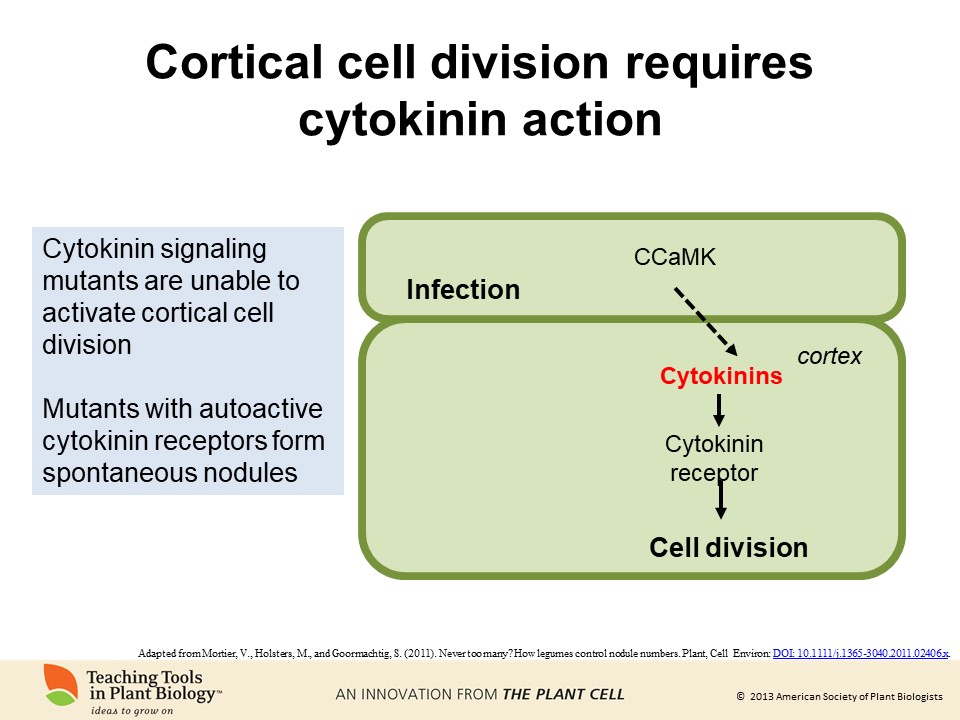 Cortical cell division requires
cytokinin action
Cytokinin signaling
mutants are unable to
activate cortical cell
division
Mutants with autoactive
cytokinin receptors form
spontaneous nodules
CCaMK
Infection
cortex
Cytokinins
Cytokinin
receptor
Cell division
Adapted from Mortier, V., Holsters, M., and Goormachtig, S. (2011). Never too many? How legumes control nodule numbers. Plant, Cell Environ: DOI: 10.1111/j.1365-3040.2011.02406.x.
Teaching Tools
in Plant Biology™
ideas to grow on
AN INNOVATION FROM THE PLANT CELL
© 2013 American Society of Plant Biologists